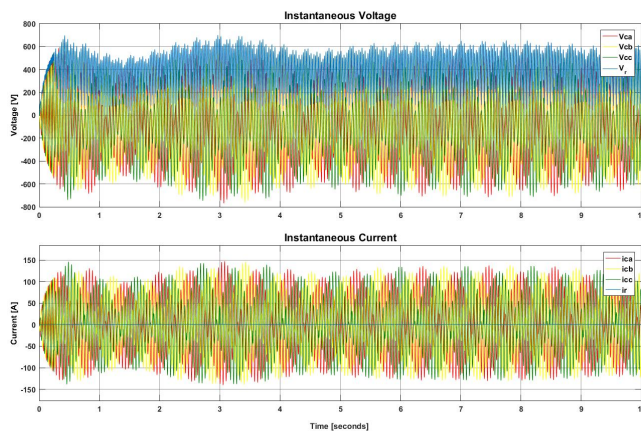 Instantaneous Voltage
Voltage [V]
800
600
400
200
0
-200
-400
-600
-800
Vca
Vcb
Vcc
V_r
0 1 2 3 4 5 6 7 8 9 10
Instantaneous Current
Current [A]
150
100
50
0
-50
-100
-150
ica
icb
icc
ir
0 1 2 3 4 5 6 7 8 9 1
Time [seconds]